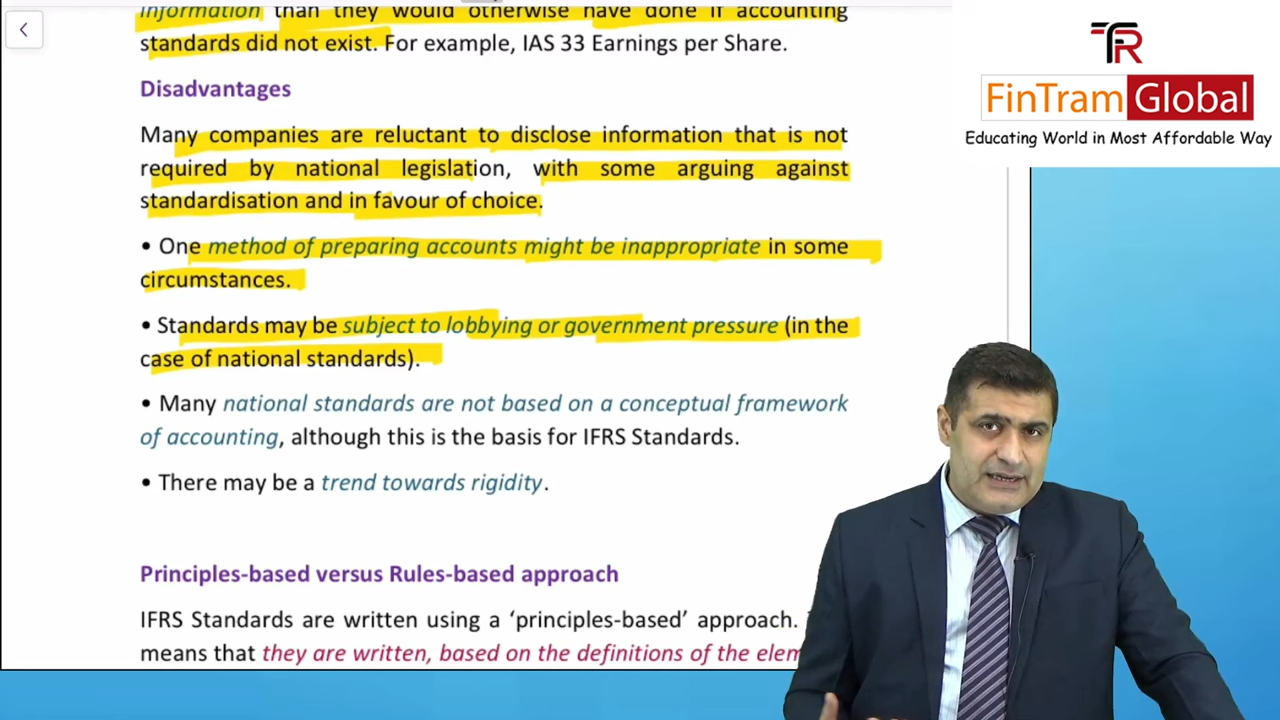 information than they would otherwise have done if accounting
standards did not exist. For example, IAS 33 Earnings per Share.
Disadvantages
Many companies are reluctant to disclose information that is not
required by national legislation, with some arguing against
standardisation and in favour of choice.
• One method of preparing accounts might be inappropriate in some
circumstances.
• Standards may be subject to lobbying or government pressure (in the
case of national standards).
• Many national standards are not based on a conceptual framework
of accounting, although this is the basis for IFRS Standards.
• There may be a trend towards rigidity.
Principles-based versus Rules-based approach
IFRS Standards are written using a ‘principles-based’ approach.
means that they are written, based on the definitions of the
FinTram Global
Educating World in Most Affordable Way